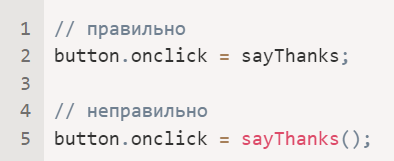 1 // правильно
2 button.onclick = sayThanks;
3
4 // неправильно
5 button.onclick = sayThanks();